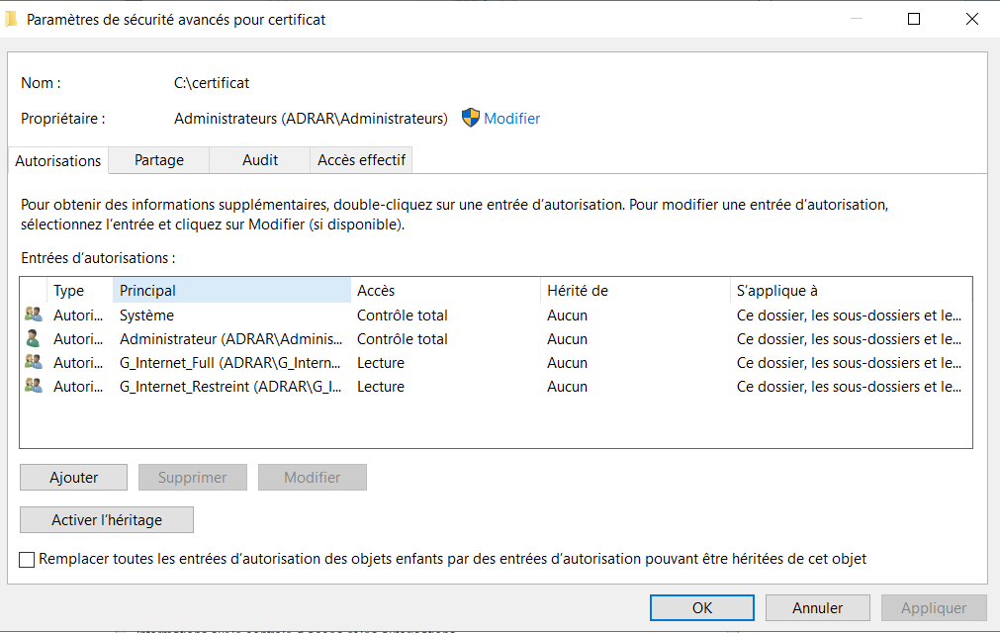 Paramètres de sécurité avancés pour certificat
Nom : C:\certificat
Propriétaire : Administrateurs (ADRAR\Administrateurs) Modifier
Autorisations Partage Audit Accès effectif
Pour obtenir des informations supplémentaires, double-cliquez sur une entrée d’autorisation. Pour modifier une entrée d’autorisation,
sélectionnez l’entrée et cliquez sur Modifier (si disponible).
Entrées d’autorisations :
Type Principal Accès Hérité de S’applique à
Autori... Système Contrôle total Aucun Ce dossier, les sous-dossiers et le...
Autori... Administrateur (ADRAR\Adminis... Contrôle total Aucun Ce dossier, les sous-dossiers et le...
Autori... G_Internet_Full (ADRAR\G_Intern... Lecture Aucun Ce dossier, les sous-dossiers et le...
Autori... G_Internet_Restreint (ADRAR\G_I... Lecture Aucun Ce dossier, les sous-dossiers et le...
Ajouter Supprimer Modifier
Activer l’héritage
Remplacer toutes les entrées d’autorisation des objets enfants par des entrées d’autorisation pouvant être héritées de cet objet
OK Annuler Appliquer